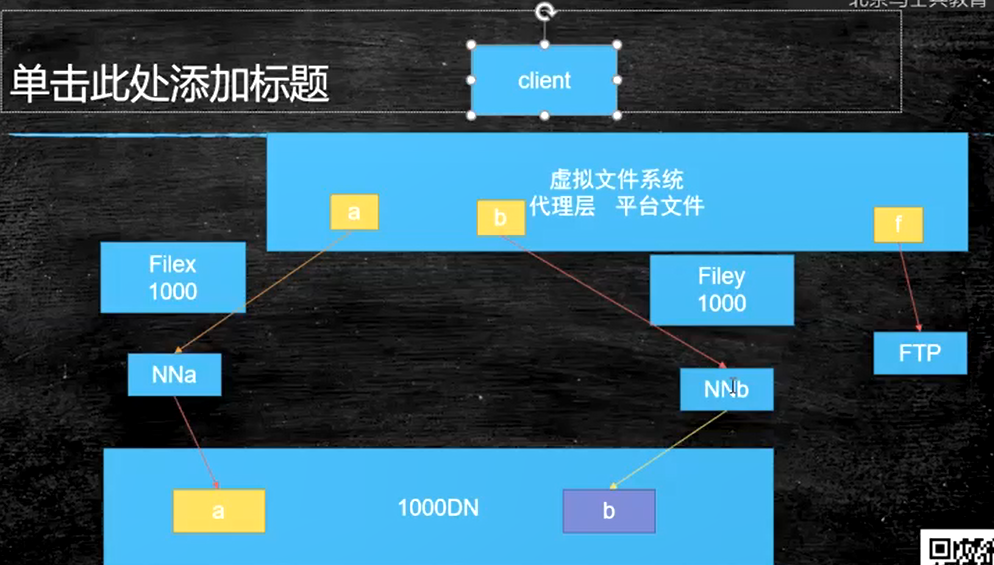 单击此处添加标题
client
虚拟文件系统
代理层 平台文件
a
b
f
Filex
1000
Filey
1000
NNa
NNb
FTP
a
1000DN
b